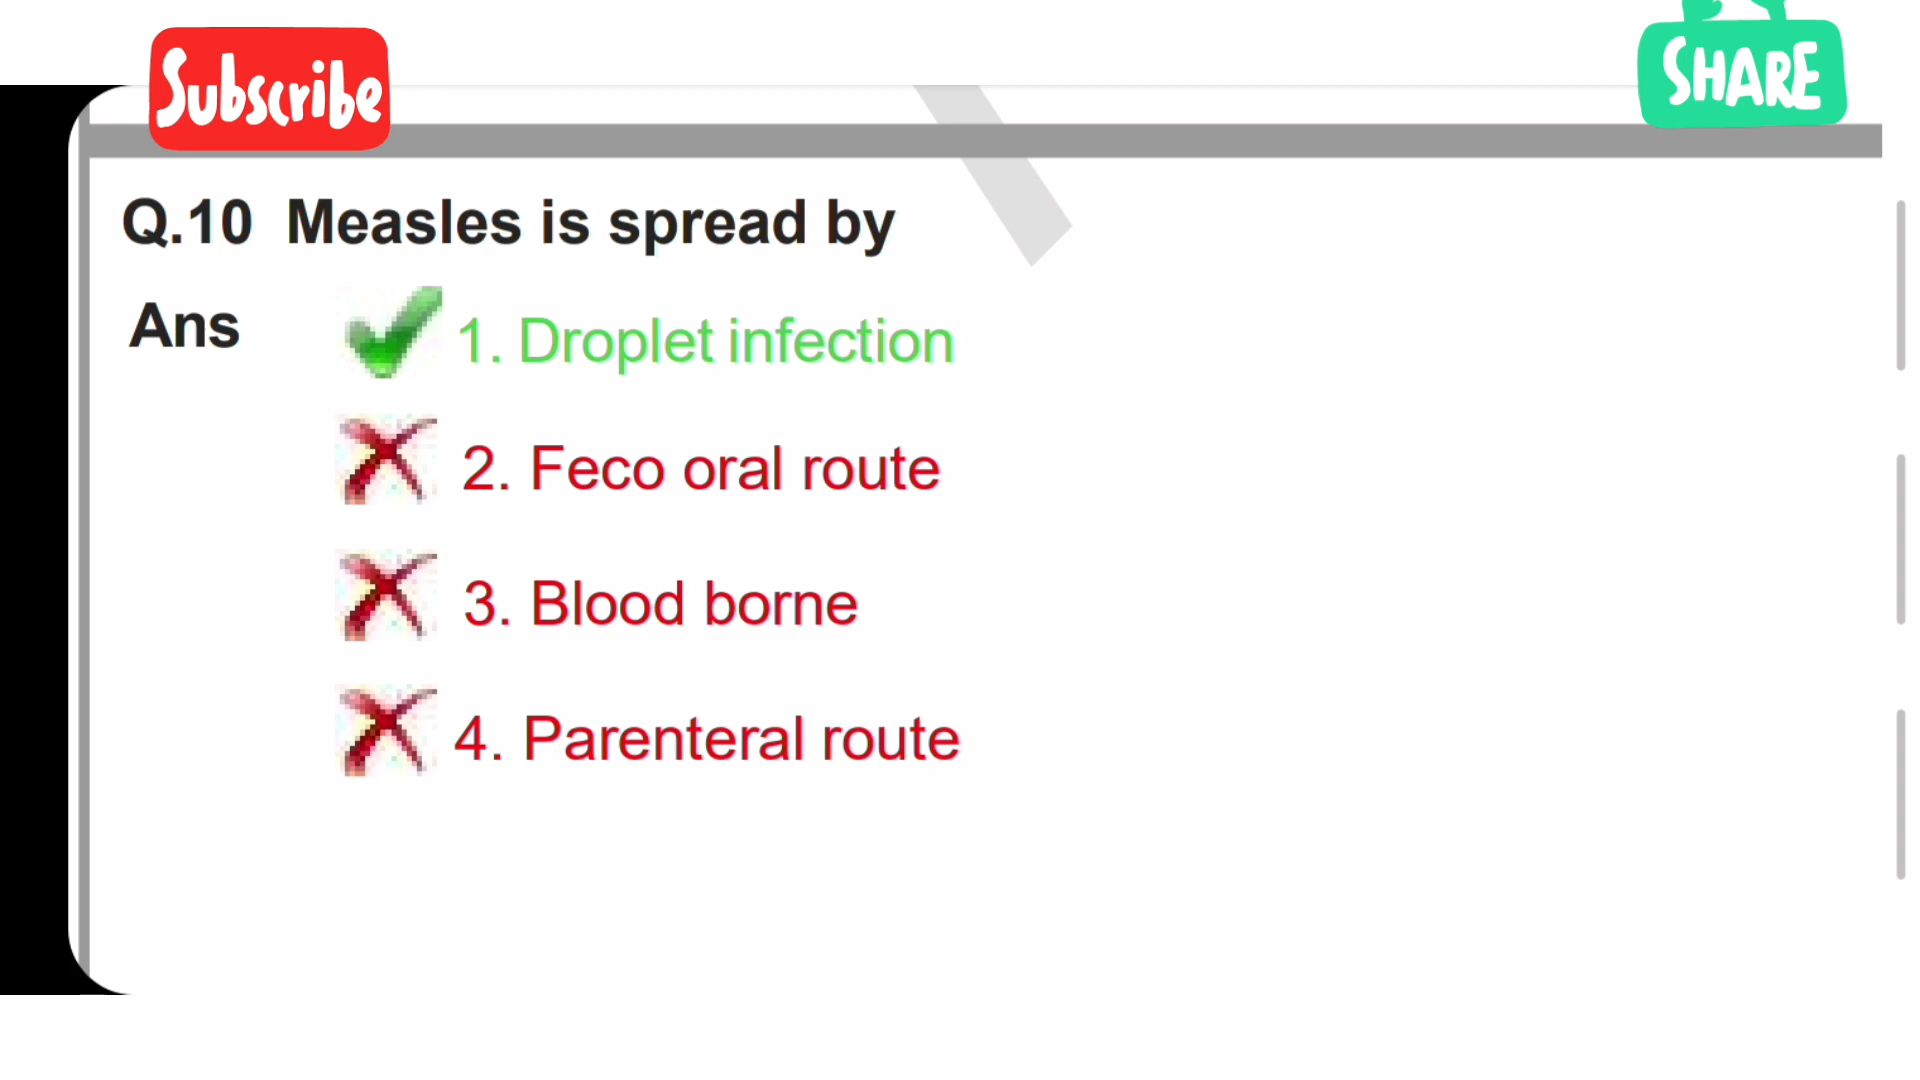 Subscribe
SHARE
Q.10 Measles is spread by
Ans
1. Droplet infection
2. Feco oral route
3. Blood borne
4. Parenteral route